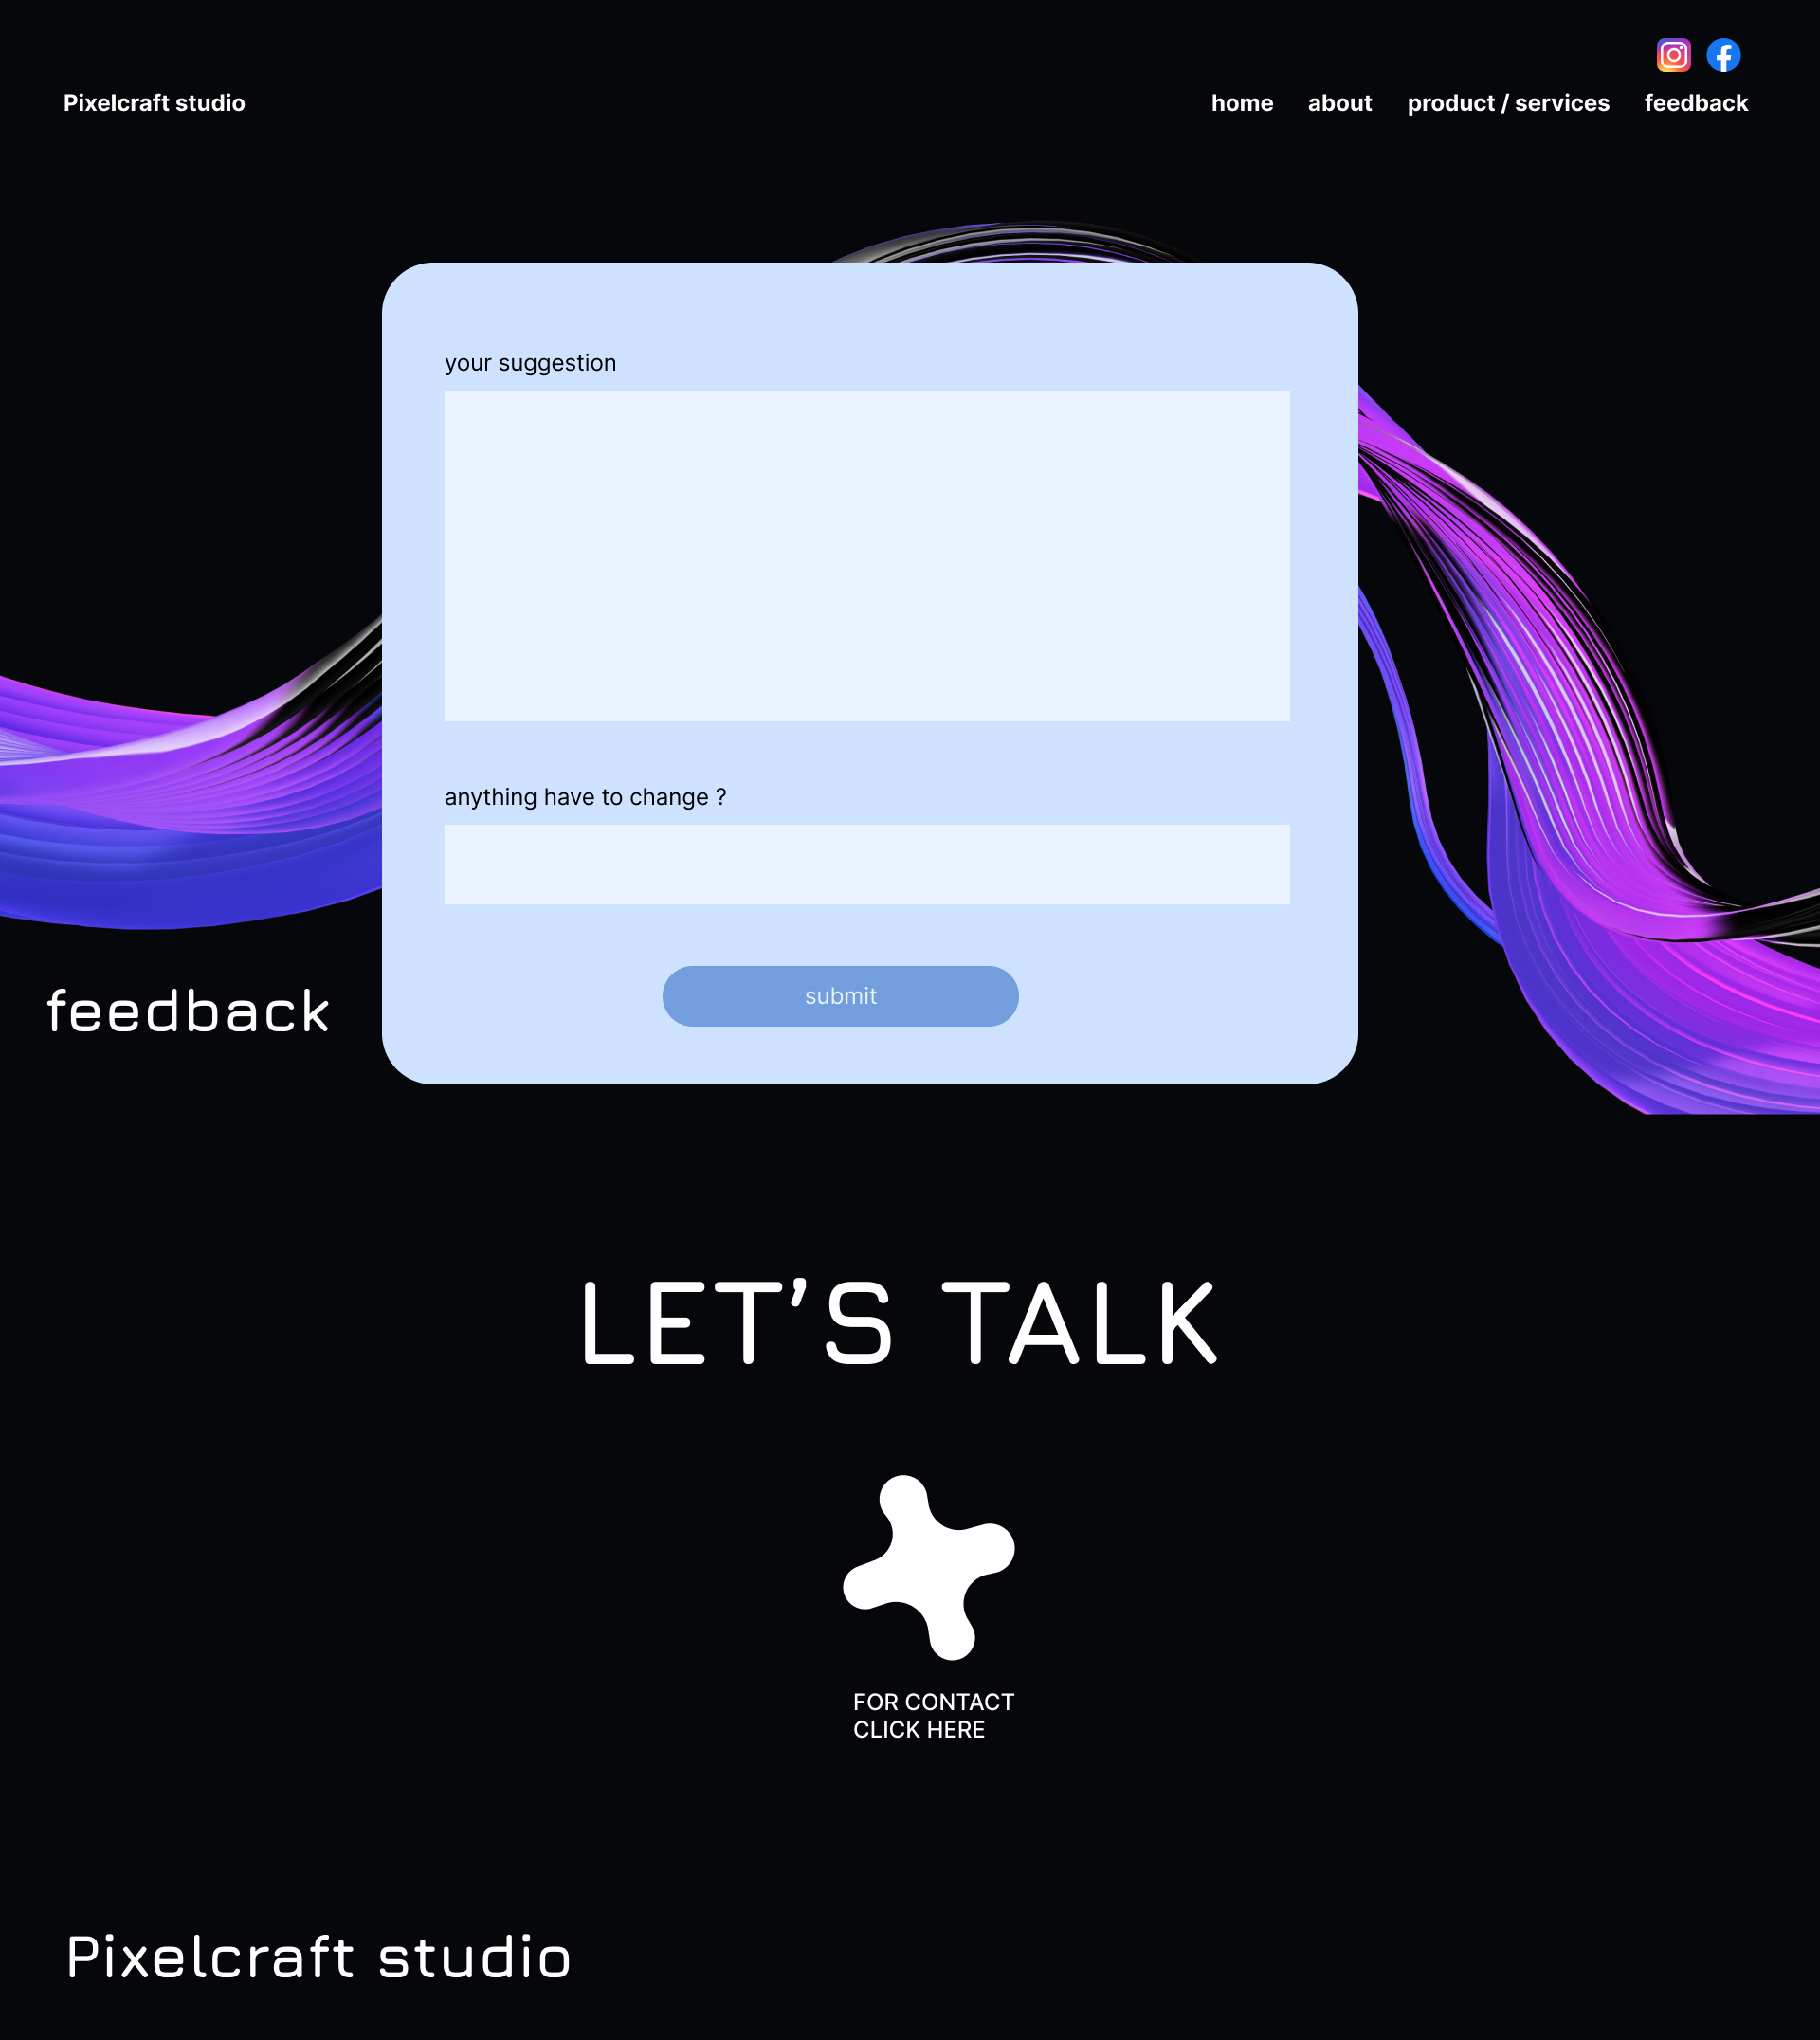 Pixelcraft studio
home about product / services feedback
your suggestion
anything have to change ?
submit
feedback
LET’S TALK
FOR CONTACT
CLICK HERE
Pixelcraft studio